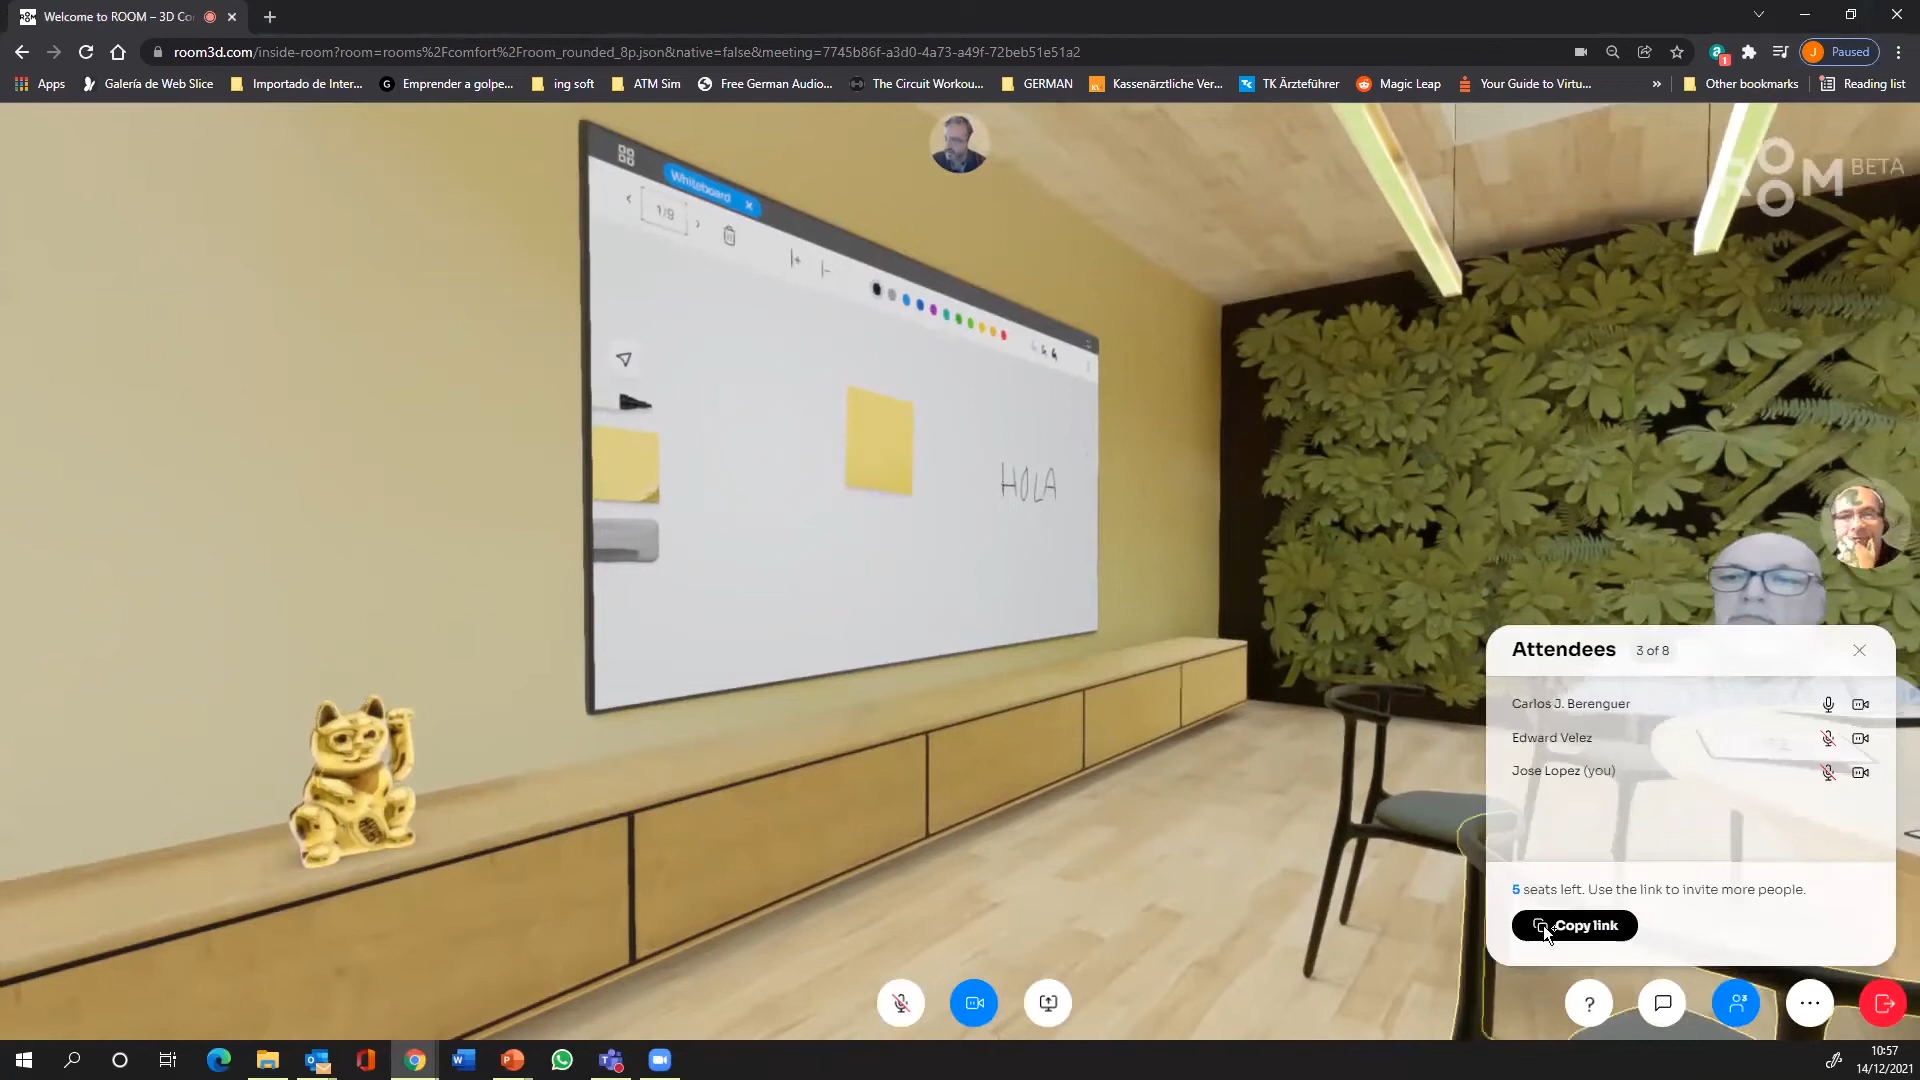 Welcome to ROOM – 3D Co
room3d.com/inside-room?room=rooms%2Fcomfort%2Froom_rounded_8p.json&native=false&meeting=7745b86f-a3d0-4a73-a49f-72beb51e51a2
1
J Paused
Apps Galería de Web Slice Importado de Inter... Emprender a golpe... ing soft ATM Sim Free German Audio... The Circuit Workou... GERMAN Kassenärztliche Ver... TK Ärzteführer Magic Leap Your Guide to Virtu... » Other bookmarks Reading list
ROOM BETA
Whiteboard
1/9
HOLA
Attendees 3 of 8
Carlos J. Berenguer
Edward Velez
Jose Lopez (you)
5 seats left. Use the link to invite more people.
Copy link
? 3
10:57
14/12/2021